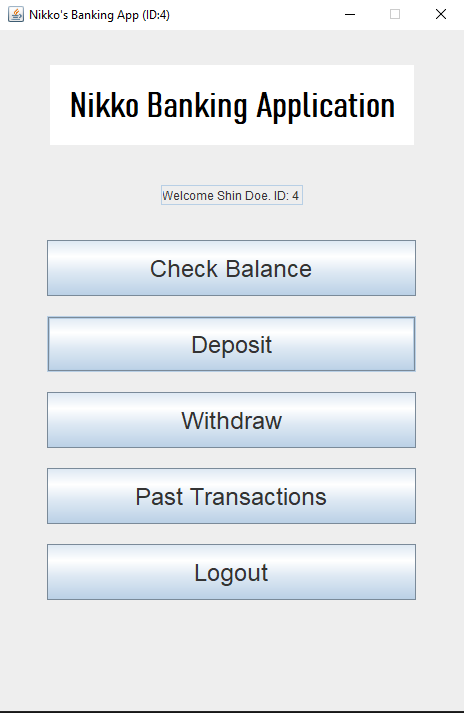 Nikko's Banking App (ID:4)
Nikko Banking Application
Welcome Shin Doe. ID: 4
Check Balance
Deposit
Withdraw
Past Transactions
Logout